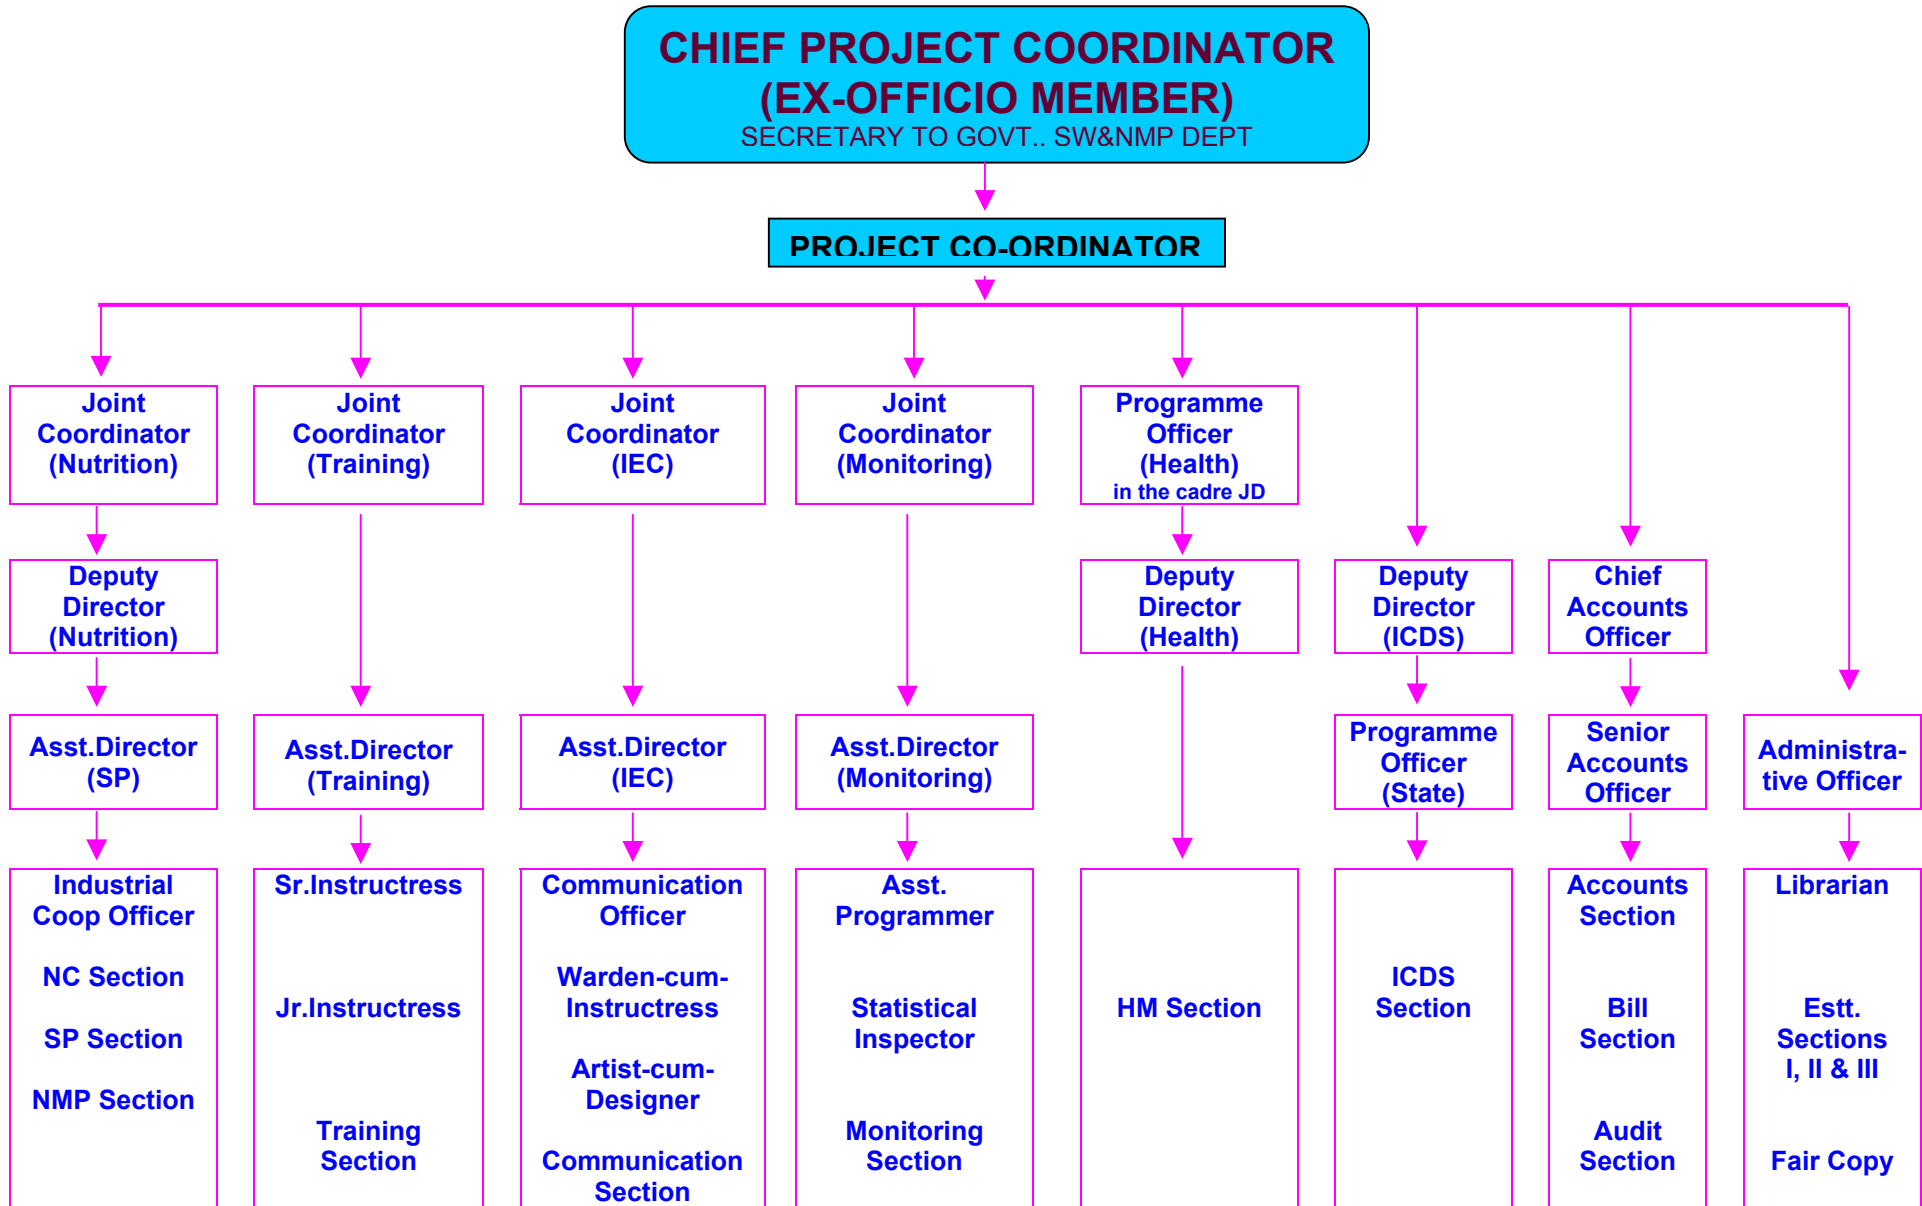 CHIEF PROJECT COORDINATOR
(EX-OFFICIO MEMBER)
SECRETARY TO GOVT.. SW&NMP DEPT
PROJECT CO-ORDINATOR
Joint
Coordinator
(Nutrition)
Joint
Coordinator
(Training)
Joint
Coordinator
(IEC)
Joint
Coordinator
(Monitoring)
Programme
Officer
(Health)
in the cadre JD
Deputy
Director
(Nutrition)
Deputy
Director
(Health)
Deputy
Director
(ICDS)
Chief
Accounts
Officer
Asst.Director
(SP)
Asst.Director
(Training)
Asst.Director
(IEC)
Asst.Director
(Monitoring)
Programme
Officer
(State)
Senior
Accounts
Officer
Administra-
tive Officer
Industrial
Coop Officer
NC Section
SP Section
NMP Section
Sr.Instructress
Jr.Instructress
Training
Section
Communication
Officer
Warden-cum-
Instructress
Artist-cum-
Designer
Communication
Section
Asst.
Programmer
Statistical
Inspector
Monitoring
Section
HM Section
ICDS
Section
Accounts
Section
Bill
Section
Audit
Section
Librarian
Estt.
Sections
I, II & III
Fair Copy